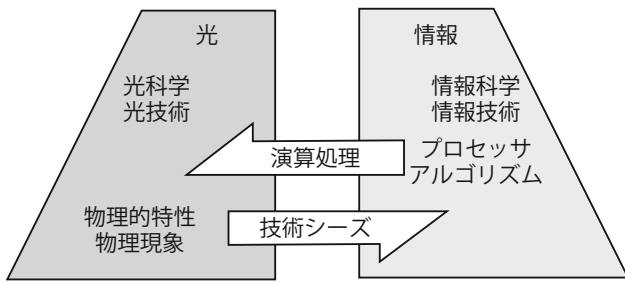 光
光科学
光技術
物理的特性
物理現象
演算処理
技術シーズ
情報
情報科学
情報技術
プロセッサ
アルゴリズム